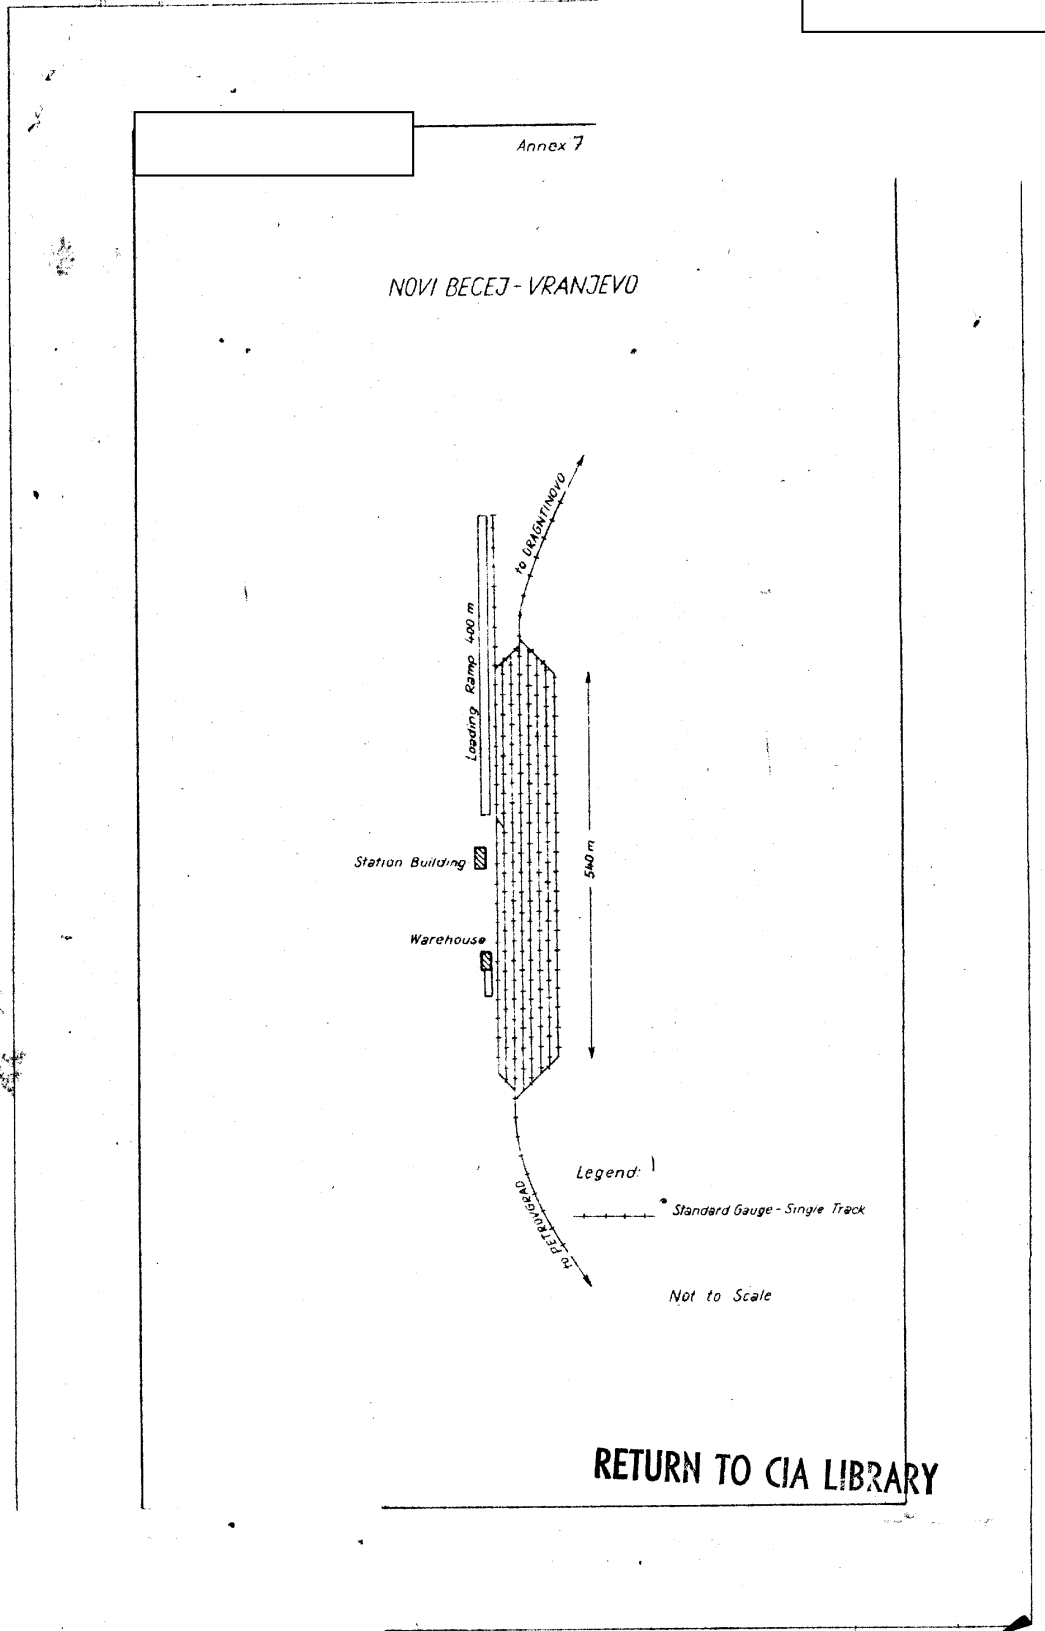 Annex 7
NOVI BECEJ - VRANJEVO
to DRAGNTINOVO
Loading Ramp 400 m
Station Building
540 m
Warehouse
to PETROVGRAD
Legend:
Standard Gauge - Single Track
Not to Scale
RETURN TO CIA LIBRARY